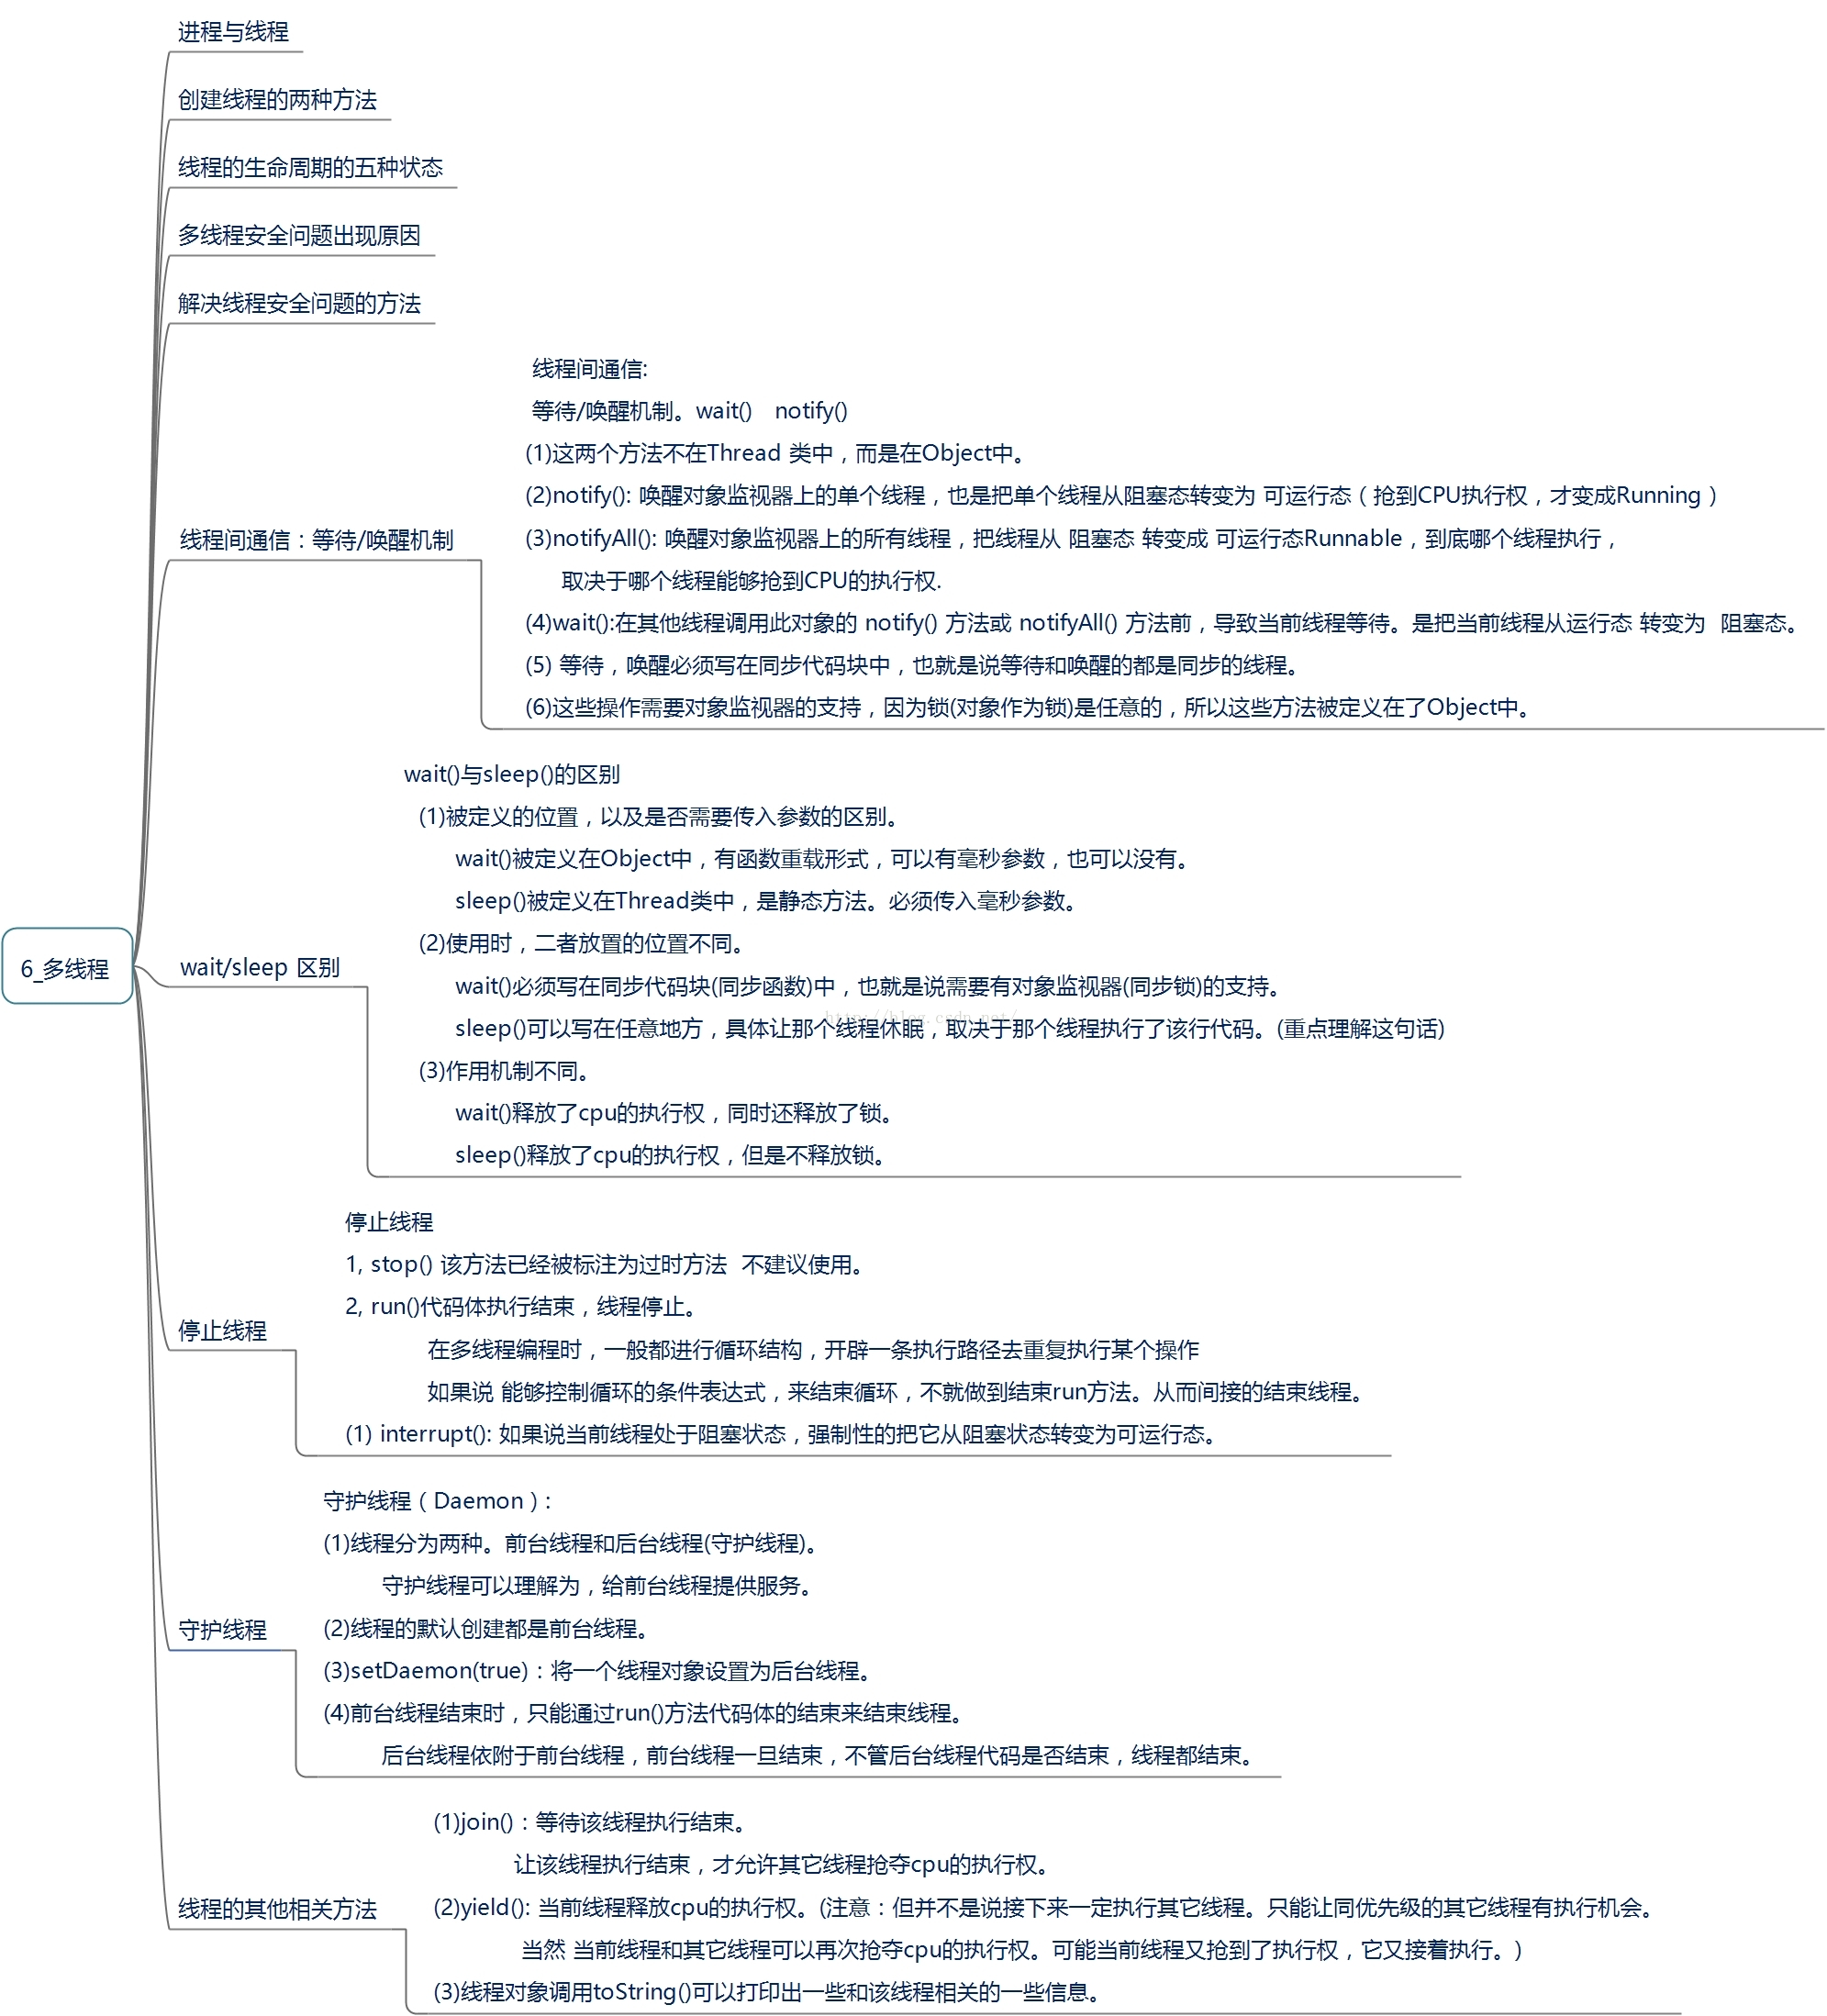 进程与线程
创建线程的两种方法
线程的生命周期的五种状态
多线程安全问题出现原因
解决线程安全问题的方法
线程间通信：等待/唤醒机制
线程间通信:
等待/唤醒机制。wait()   notify()
(1)这两个方法不在Thread 类中，而是在Object中。
(2)notify(): 唤醒对象监视器上的单个线程，也是把单个线程从阻塞态转变为 可运行态（抢到CPU执行权，才变成Running）
(3)notifyAll(): 唤醒对象监视器上的所有线程，把线程从 阻塞态 转变成 可运行态Runnable，到底哪个线程执行，
取决于哪个线程能够抢到CPU的执行权.
(4)wait():在其他线程调用此对象的 notify() 方法或 notifyAll() 方法前，导致当前线程等待。是把当前线程从运行态 转变为  阻塞态。
(5) 等待，唤醒必须写在同步代码块中，也就是说等待和唤醒的都是同步的线程。
(6)这些操作需要对象监视器的支持，因为锁(对象作为锁)是任意的，所以这些方法被定义在了Object中。
6_多线程
wait/sleep 区别
wait()与sleep()的区别
(1)被定义的位置，以及是否需要传入参数的区别。
wait()被定义在Object中，有函数重载形式，可以有毫秒参数，也可以没有。
sleep()被定义在Thread类中，是静态方法。必须传入毫秒参数。
(2)使用时，二者放置的位置不同。
wait()必须写在同步代码块(同步函数)中，也就是说需要有对象监视器(同步锁)的支持。
http://blog.csdn.net/
sleep()可以写在任意地方，具体让那个线程休眠，取决于那个线程执行了该行代码。(重点理解这句话)
(3)作用机制不同。
wait()释放了cpu的执行权，同时还释放了锁。
sleep()释放了cpu的执行权，但是不释放锁。
停止线程
停止线程
1, stop() 该方法已经被标注为过时方法  不建议使用。
2, run()代码体执行结束，线程停止。
在多线程编程时，一般都进行循环结构，开辟一条执行路径去重复执行某个操作
如果说 能够控制循环的条件表达式，来结束循环，不就做到结束run方法。从而间接的结束线程。
(1) interrupt(): 如果说当前线程处于阻塞状态，强制性的把它从阻塞状态转变为可运行态。
守护线程
守护线程（Daemon）:
(1)线程分为两种。前台线程和后台线程(守护线程)。
守护线程可以理解为，给前台线程提供服务。
(2)线程的默认创建都是前台线程。
(3)setDaemon(true)：将一个线程对象设置为后台线程。
(4)前台线程结束时，只能通过run()方法代码体的结束来结束线程。
后台线程依附于前台线程，前台线程一旦结束，不管后台线程代码是否结束，线程都结束。
线程的其他相关方法
(1)join()：等待该线程执行结束。
让该线程执行结束，才允许其它线程抢夺cpu的执行权。
(2)yield(): 当前线程释放cpu的执行权。(注意：但并不是说接下来一定执行其它线程。只能让同优先级的其它线程有执行机会。
当然 当前线程和其它线程可以再次抢夺cpu的执行权。可能当前线程又抢到了执行权，它又接着执行。)
(3)线程对象调用toString()可以打印出一些和该线程相关的一些信息。